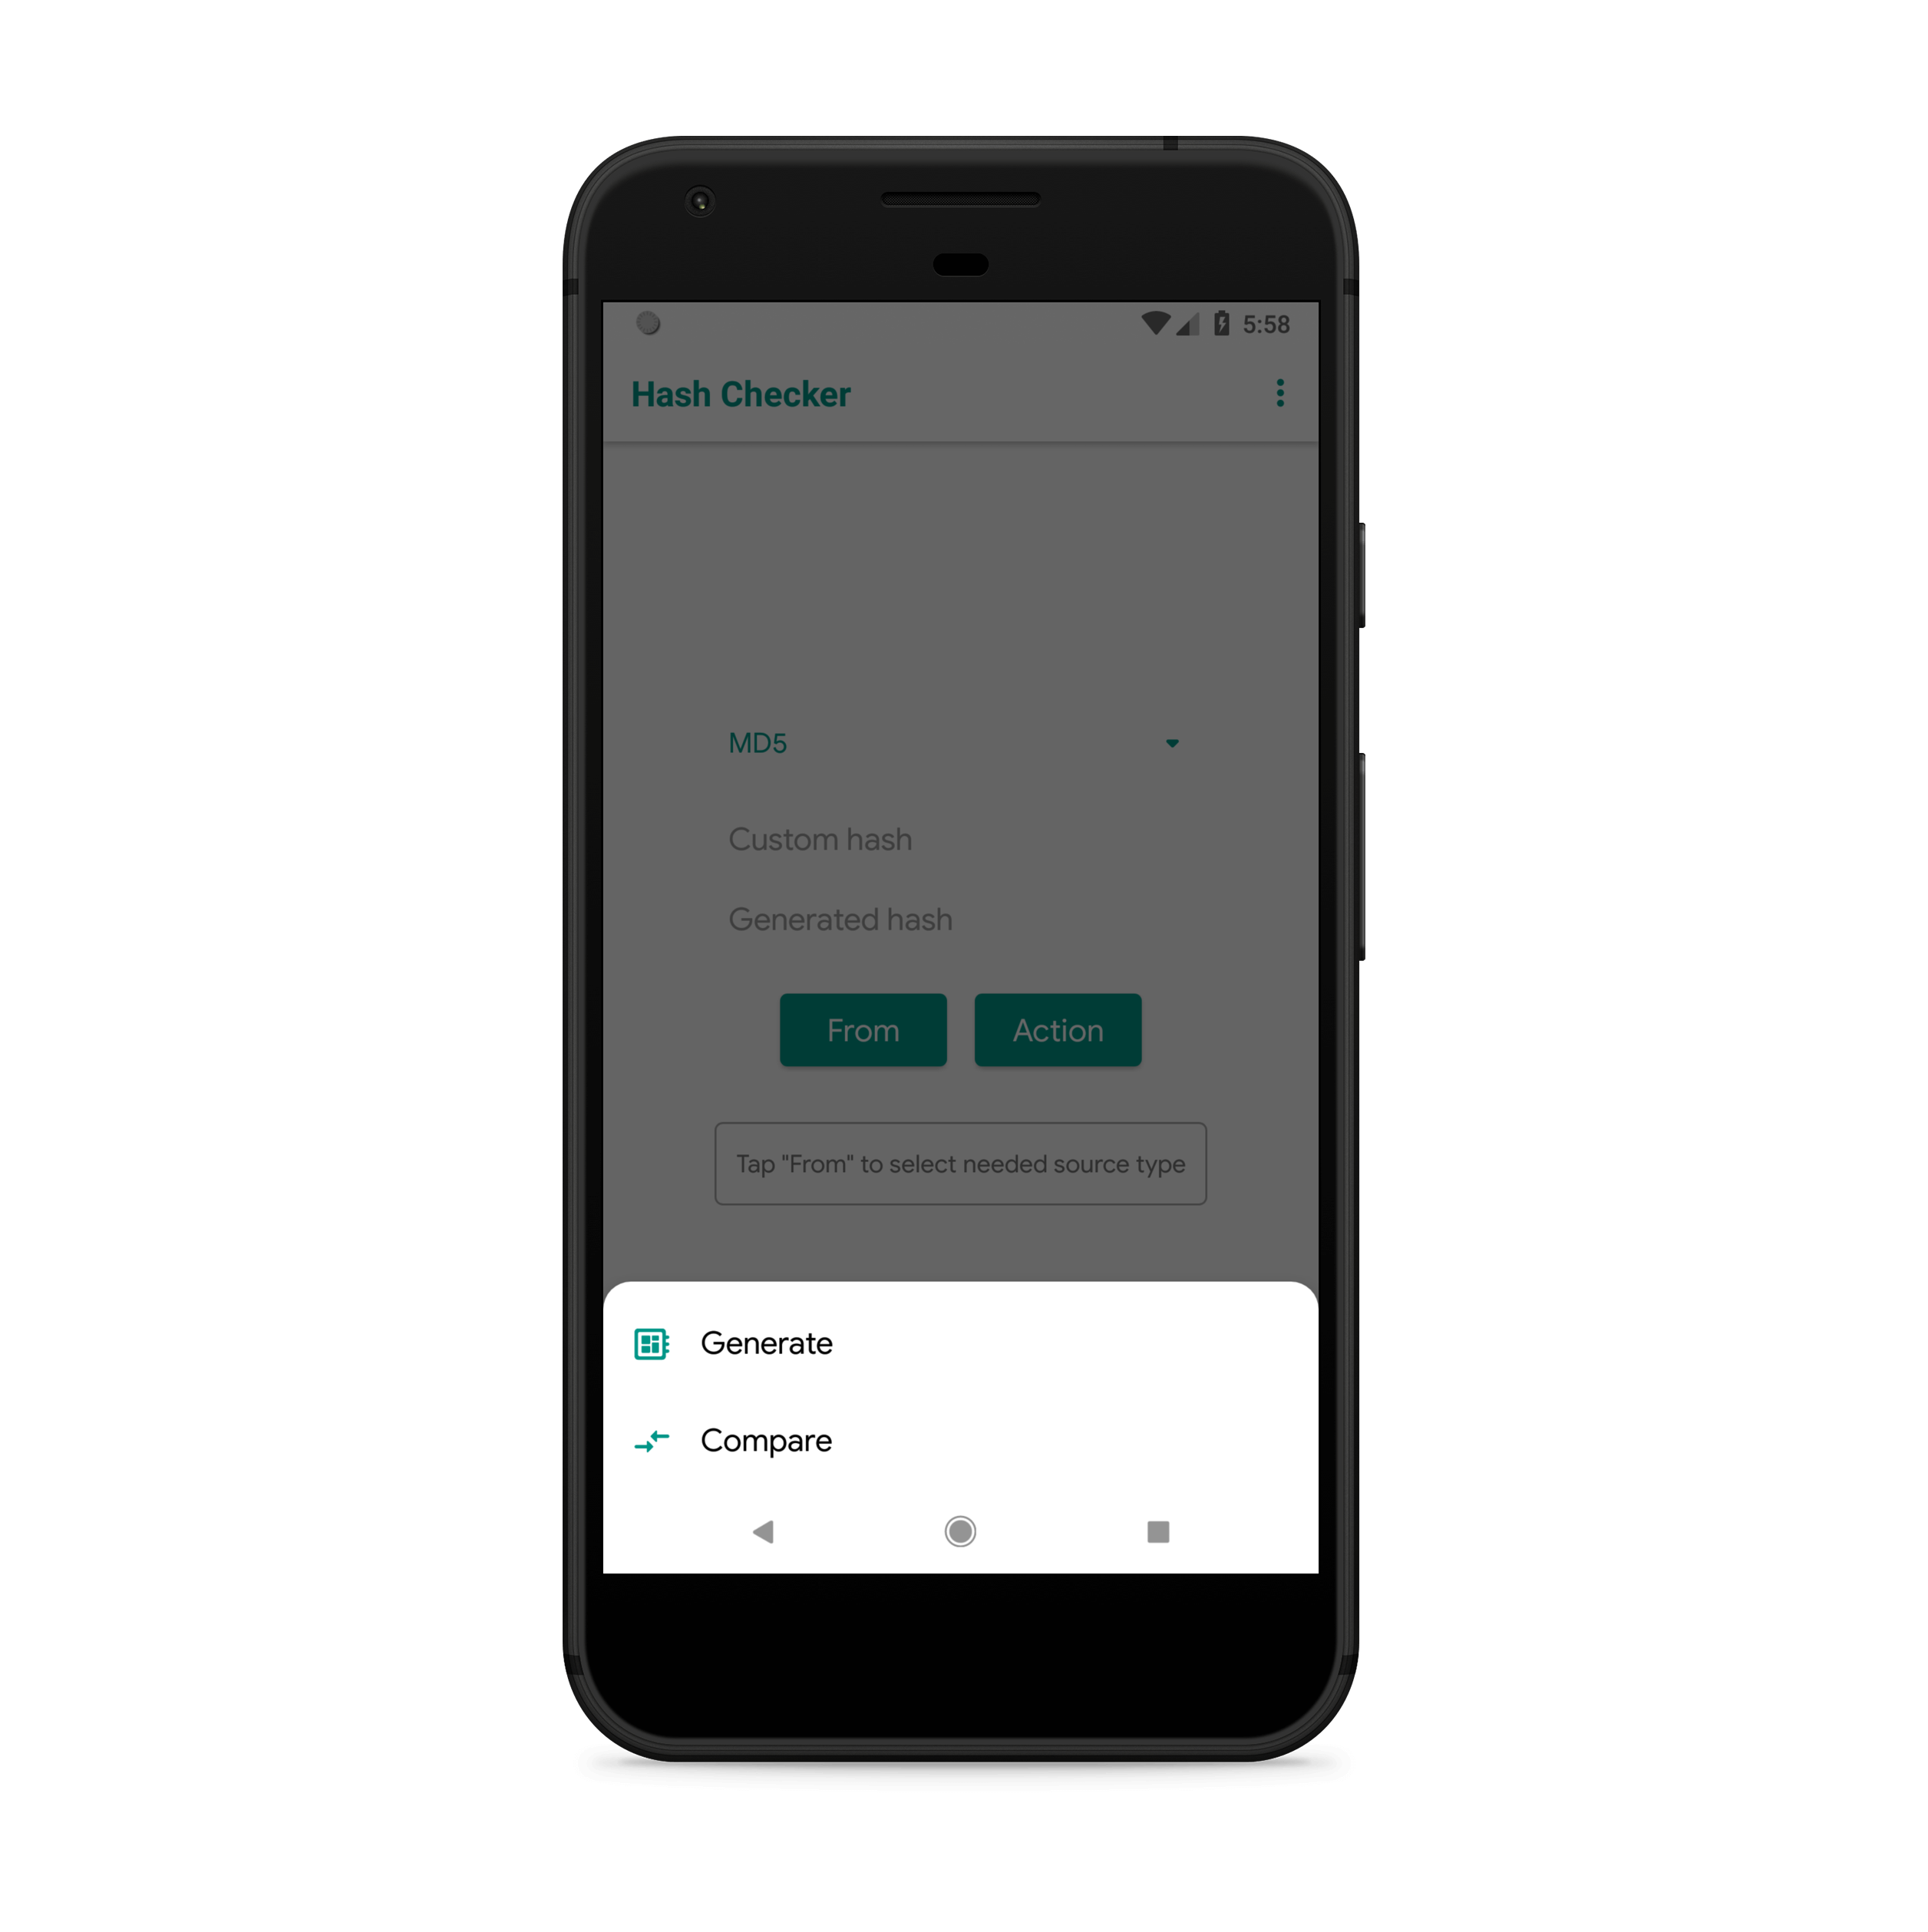 5:58
Hash Checker
MD5
Custom hash
Generated hash
From Action
Tap "From" to select needed source type
Generate
Compare